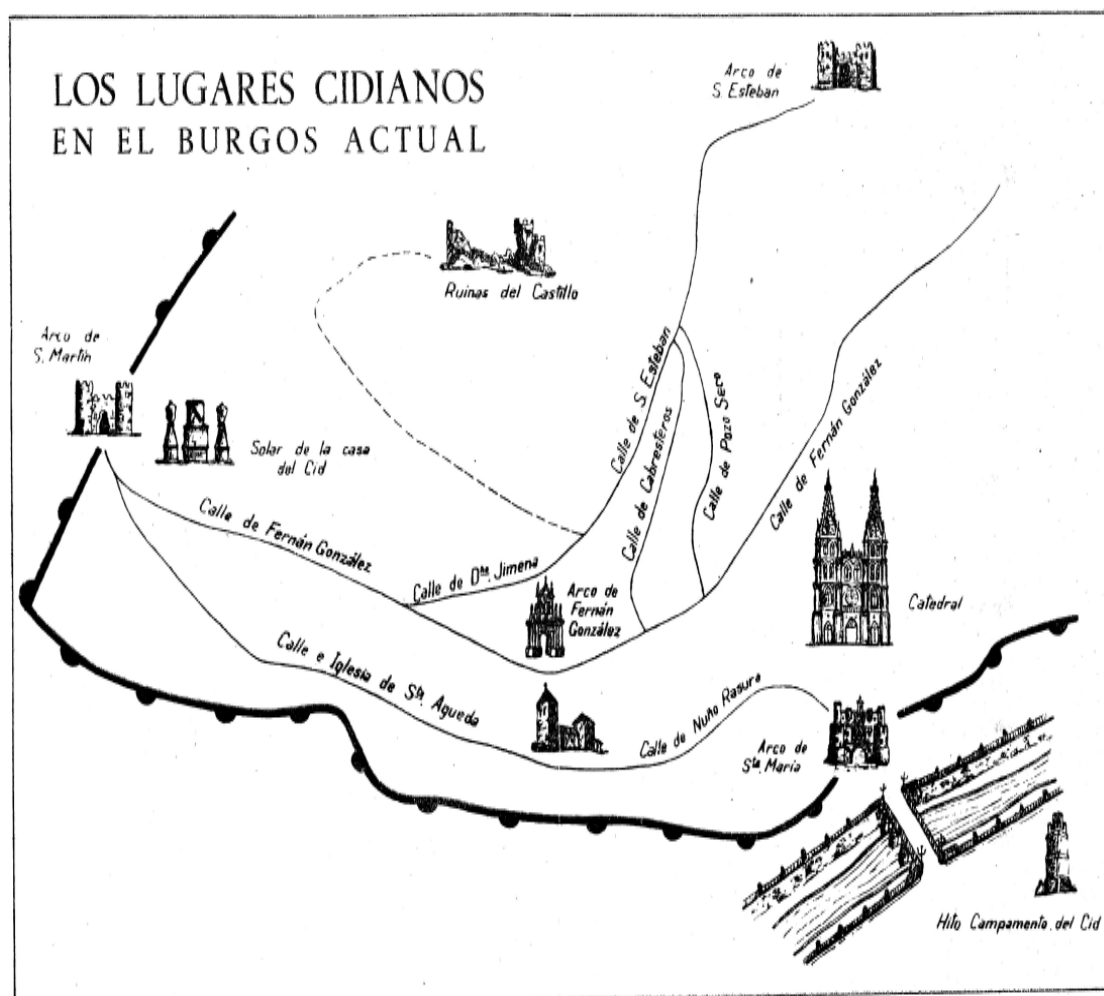 LOS LUGARES CIDIANOS
EN EL BURGOS ACTUAL
Arco de
S. Esteban
Ruinas del Castillo
Arco de
S. Martín
Solar de la casa
del Cid
Calle de S. Esteban
Calle de Cabresteros
Calle de Pozo Secº
Calle de Fernán González
Calle de Fernán González
Calle de Dña. Jimena
Arco de
Fernán
González
Catedral
Calle e Iglesia de Sta. Agueda
Calle de Nuño Rasura
Arco de
Sta. María
Hito Campamento del Cid